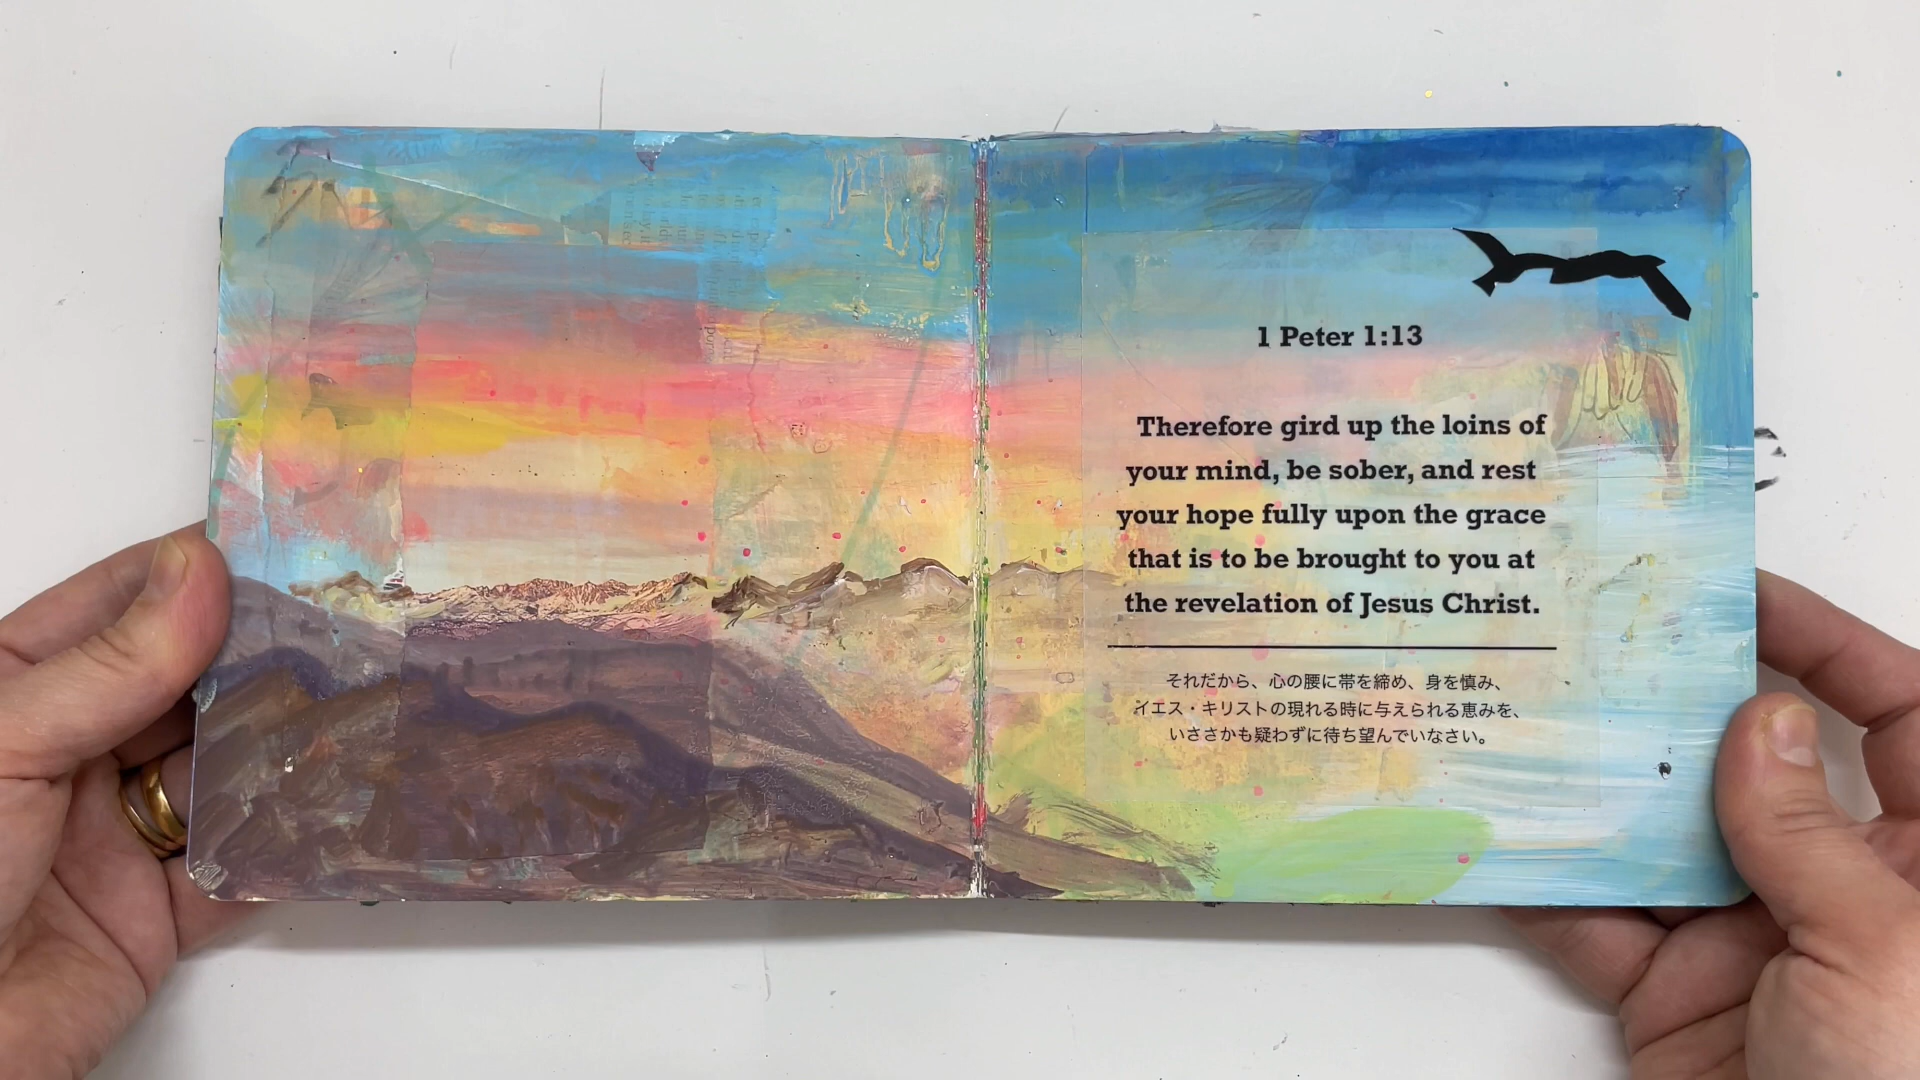 1 Peter 1:13
Therefore gird up the loins of
your mind, be sober, and rest
your hope fully upon the grace
that is to be brought to you at
the revelation of Jesus Christ.
それだから、心の腰に帯を締め、身を慎み、
イエス・キリストの現れる時に与えられる恵みを、
いささかも疑わずに待ち望んでいなさい。